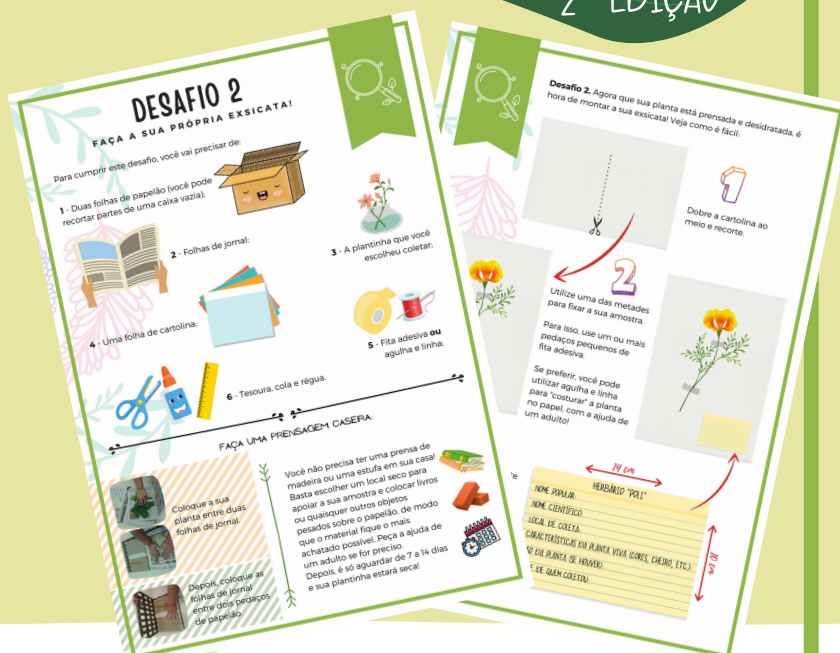 2ª EDIÇÃO
DESAFIO 2
FAÇA A SUA PRÓPRIA EXSICATA!
Para cumprir este desafio, você vai precisar de:
1 - Duas folhas de papelão (você pode
recortar partes de uma caixa vazia);
2 - Folhas de jornal;
3 - A plantinha que você
escolheu coletar;
4 - Uma folha de cartolina;
5 - Fita adesiva ou
agulha e linha;
6 - Tesoura, cola e régua.
FAÇA UMA PRENSAGEM CASEIRA:
Coloque a sua
planta entre duas
folhas de jornal.
Depois, coloque as
folhas de jornal
entre dois pedaços
de papelão.
Você não precisa ter uma prensa de
madeira ou uma estufa em sua casa!
Basta escolher um local seco para
apoiar a sua amostra e colocar livros
ou quaisquer outros objetos
pesados sobre o papelão, de modo
que o material fique o mais
achatado possível. Peça a ajuda de
um adulto se for preciso.
Depois, é só aguardar de 7 a 14 dias
e sua plantinha estará seca!
Desafio 2. Agora que sua planta está prensada e desidratada, é
hora de montar a sua exsicata! Veja como é fácil:
1
Dobre a cartolina ao
meio e recorte.
2
Utilize uma das metades
para fixar a sua amostra.
Para isso, use um ou mais
pedaços pequenos de
fita adesiva.
Se preferir, você pode
utilizar agulha e linha
para "costurar" a planta
no papel, com a ajuda de
um adulto!
14 cm
HERBÁRIO "POLI"
NOME POPULAR:
NOME CIENTÍFICO:
LOCAL DE COLETA:
CARACTERÍSTICAS DA PLANTA VIVA (CORES, CHEIRO, ETC.):
DA PLANTA (SE HOUVER):
DE QUEM COLETOU:
10 cm